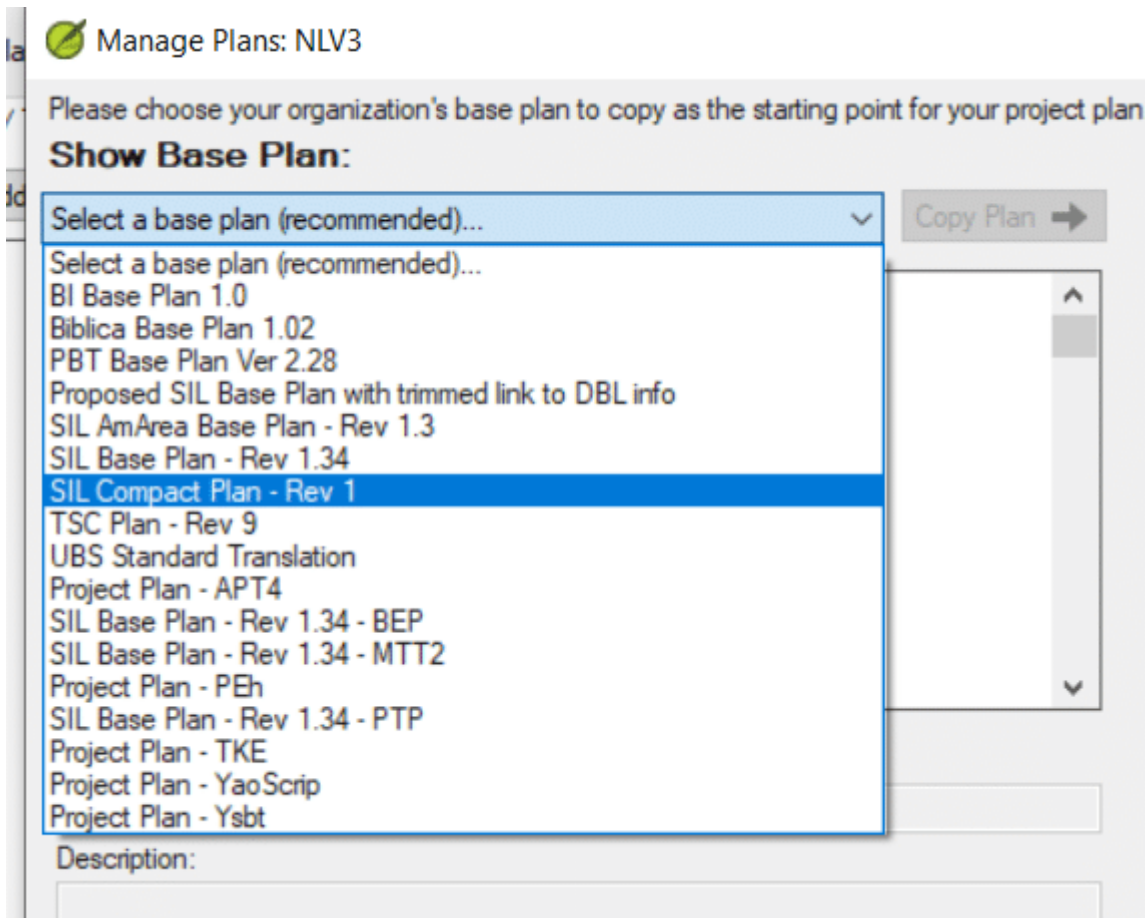 Manage Plans: NLV3
Please choose your organization's base plan to copy as the starting point for your project plan
Show Base Plan:
Select a base plan (recommended)...
Copy Plan
Select a base plan (recommended)...
BI Base Plan 1.0
Biblica Base Plan 1.02
PBT Base Plan Ver 2.28
Proposed SIL Base Plan with trimmed link to DBL info
SIL AmArea Base Plan - Rev 1.3
SIL Base Plan - Rev 1.34
SIL Compact Plan - Rev 1
TSC Plan - Rev 9
UBS Standard Translation
Project Plan - APT4
SIL Base Plan - Rev 1.34 - BEP
SIL Base Plan - Rev 1.34 - MTT2
Project Plan - PEh
SIL Base Plan - Rev 1.34 - PTP
Project Plan - TKE
Project Plan - YaoScrip
Project Plan - Ysbt
Description: